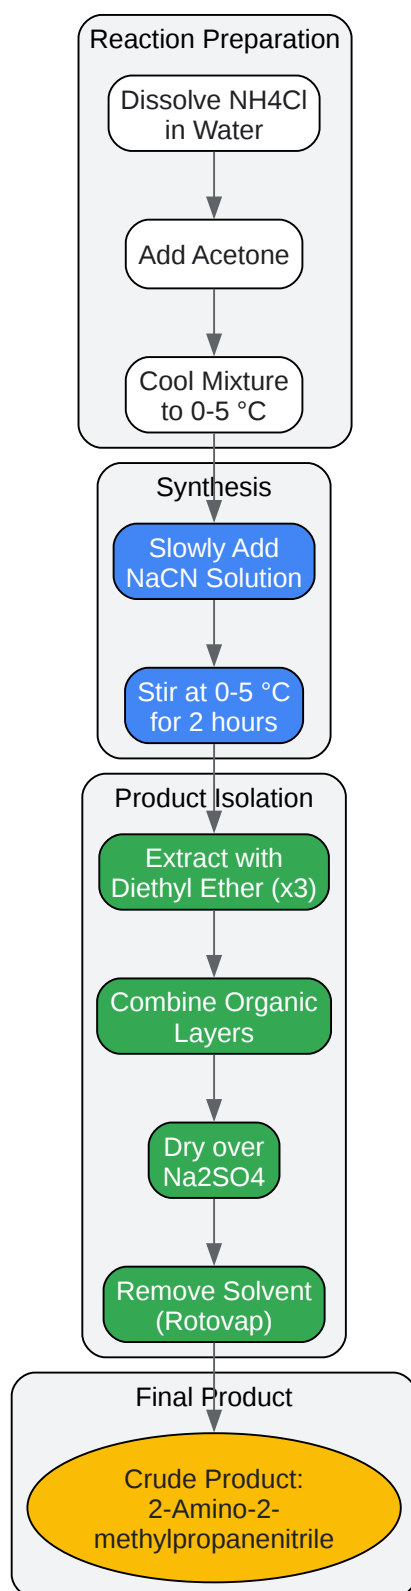 Reaction Preparation
Dissolve NH4Cl
in Water
Add Acetone
Cool Mixture
to 0-5 °C
Synthesis
Slowly Add
NaCN Solution
Stir at 0-5 °C
for 2 hours
Product Isolation
Extract with
Diethyl Ether (x3)
Combine Organic
Layers
Dry over
Na2SO4
Remove Solvent
(Rotovap)
Final Product
Crude Product:
2-Amino-2-
methylpropanenitrile